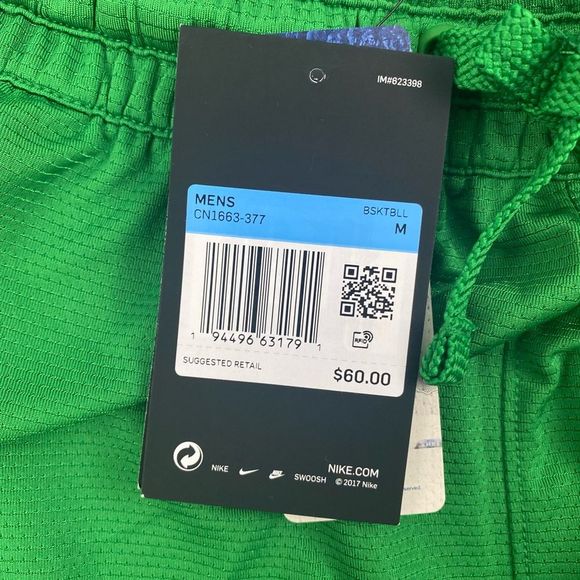 IM#623398
MENS
BSKTBLL
CN1663-377
M
RFID
1 94496 63179 1
SUGGESTED RETAIL
$60.00
NIKE
SWOOSH
NIKE.COM
© 2017 Nike